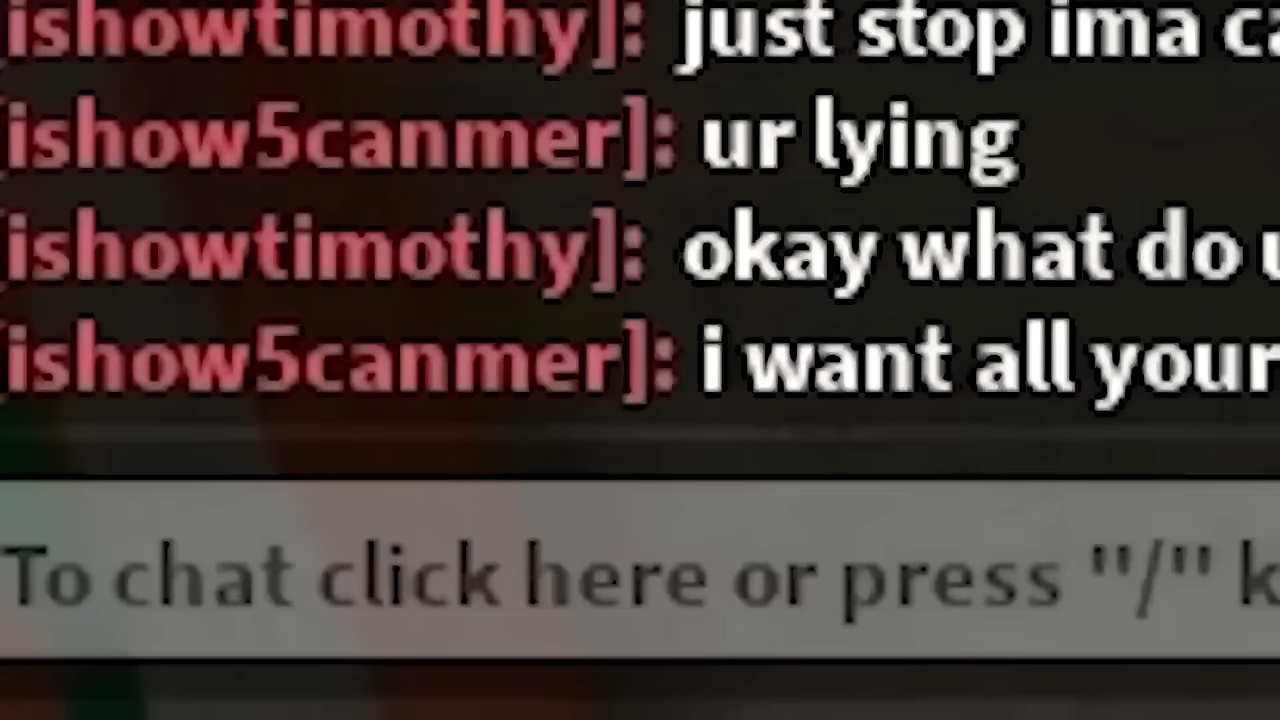 [ishowtimothy]: just stop ima ca
[ishow5canmer]: ur lying
[ishowtimothy]: okay what do u
[ishow5canmer]: i want all your
To chat click here or press "/" k